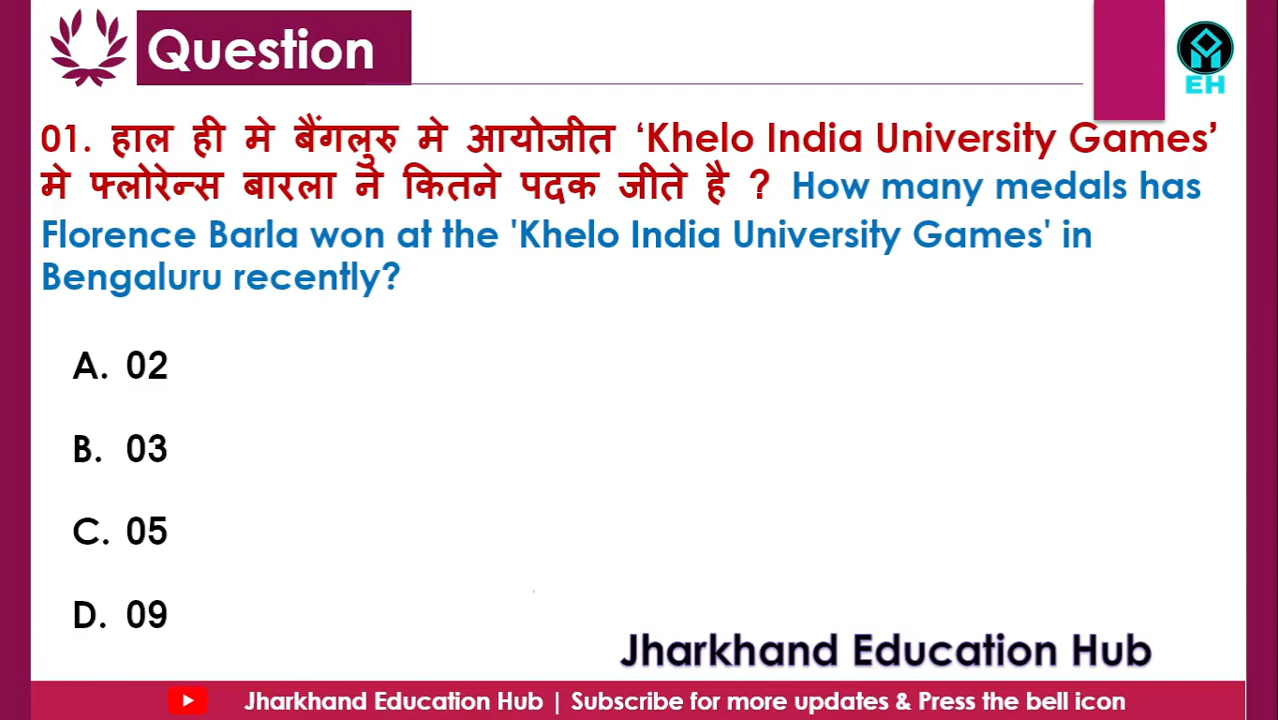 Question
EH
01. हाल ही मे बैंगलुरु मे आयोजीत ‘Khelo India University Games’
मे फ्लोरेन्स बारला ने कितने पदक जीते है ? How many medals has
Florence Barla won at the 'Khelo India University Games' in
Bengaluru recently?
A. 02
B. 03
C. 05
D. 09
Jharkhand Education Hub
Jharkhand Education Hub | Subscribe for more updates & Press the bell icon